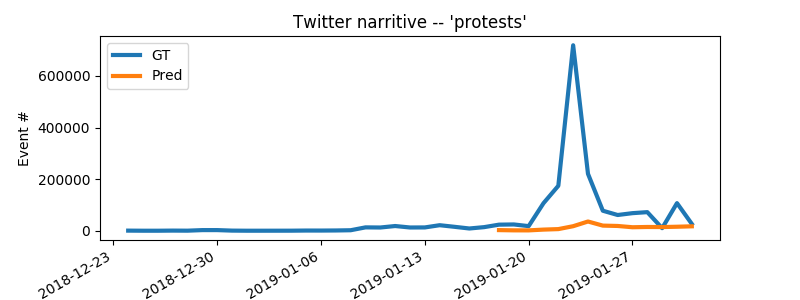 Twitter narritive -- 'protests'
GT
Pred
Event #
600000
400000
200000
0
2018-12-23
2018-12-30
2019-01-06
2019-01-13
2019-01-20
2019-01-27